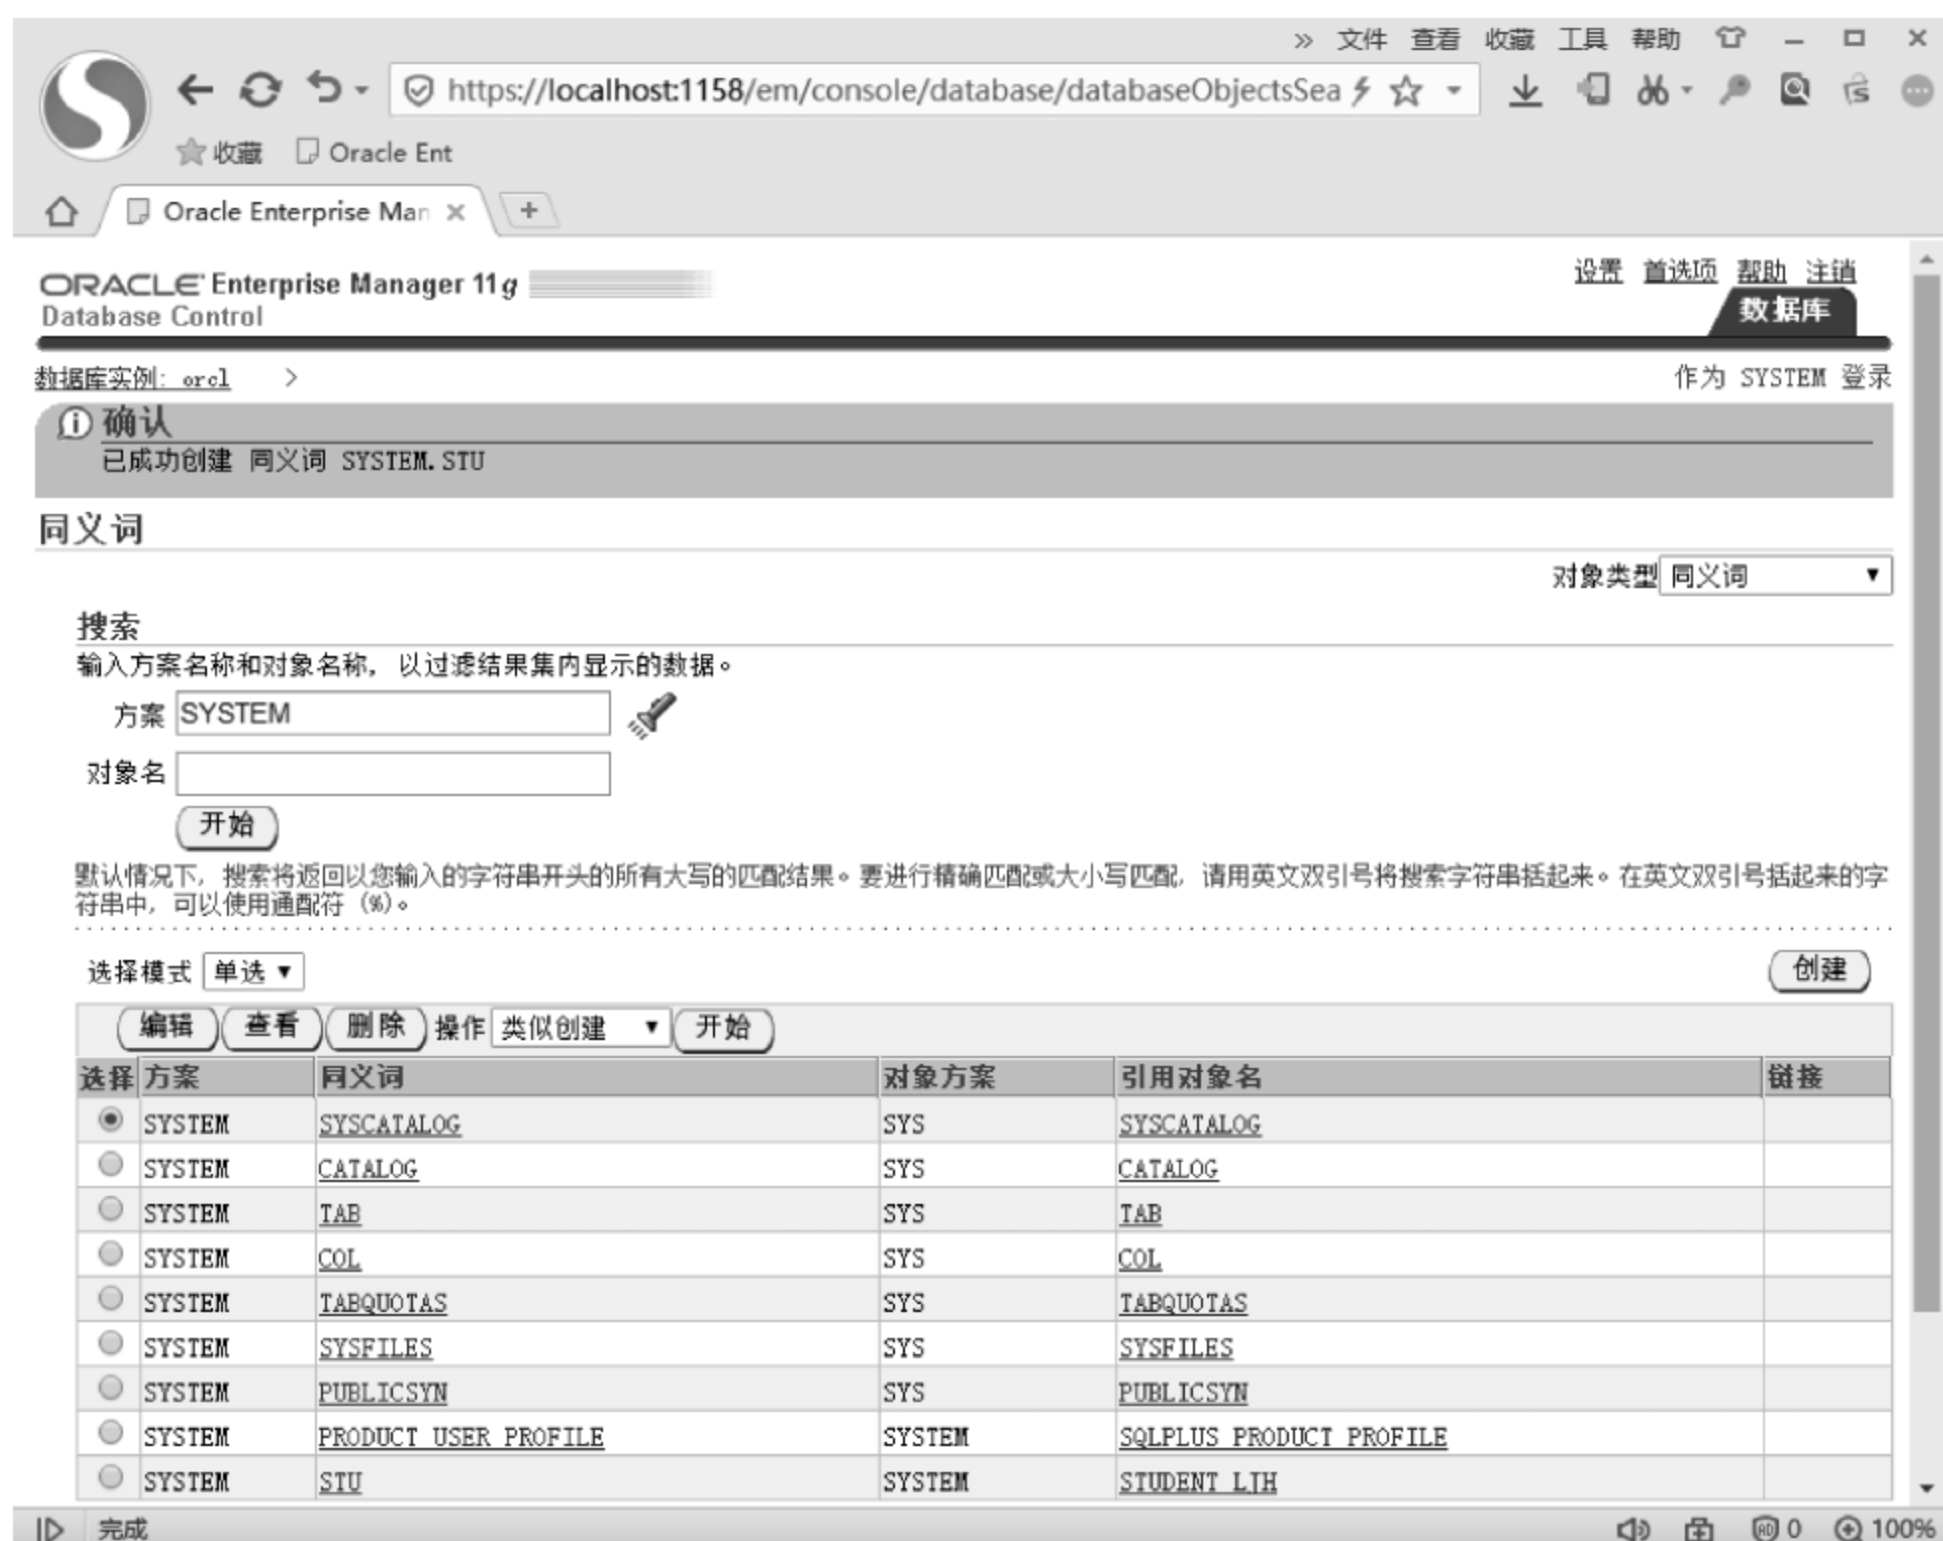 » 文件 查看 收藏 工具 帮助
https://localhost:1158/em/console/database/databaseObjectsSea
收藏 Oracle Ent
Oracle Enterprise Man
设置 首选项 帮助 注销
ORACLE Enterprise Manager 11g
Database Control
数据库
数据库实例: orcl >
作为 SYSTEM 登录
确认
已成功创建 同义词 SYSTEM.STU
同义词
对象类型 同义词
搜索
输入方案名称和对象名称, 以过滤结果集内显示的数据。
方案 SYSTEM
对象名
开始
默认情况下, 搜索将返回以您输入的字符串开头的所有大写的匹配结果。要进行精确匹配或大小写匹配, 请用英文双引号将搜索字符串括起来。在英文双引号括起来的字
符串中, 可以使用通配符 (%)。
选择模式 单选
创建
编辑 查看 删除 操作 类似创建 开始
选择 方案 同义词 对象方案 引用对象名 链接
SYSTEM SYSCATALOG SYS SYSCATALOG
SYSTEM CATALOG SYS CATALOG
SYSTEM TAB SYS TAB
SYSTEM COL SYS COL
SYSTEM TABQUOTAS SYS TABQUOTAS
SYSTEM SYSFILES SYS SYSFILES
SYSTEM PUBLICSYN SYS PUBLICSYN
SYSTEM PRODUCT_USER_PROFILE SYSTEM SQLPLUS_PRODUCT_PROFILE
SYSTEM STU SYSTEM STUDENT_LJH
完成
AD 0 100%